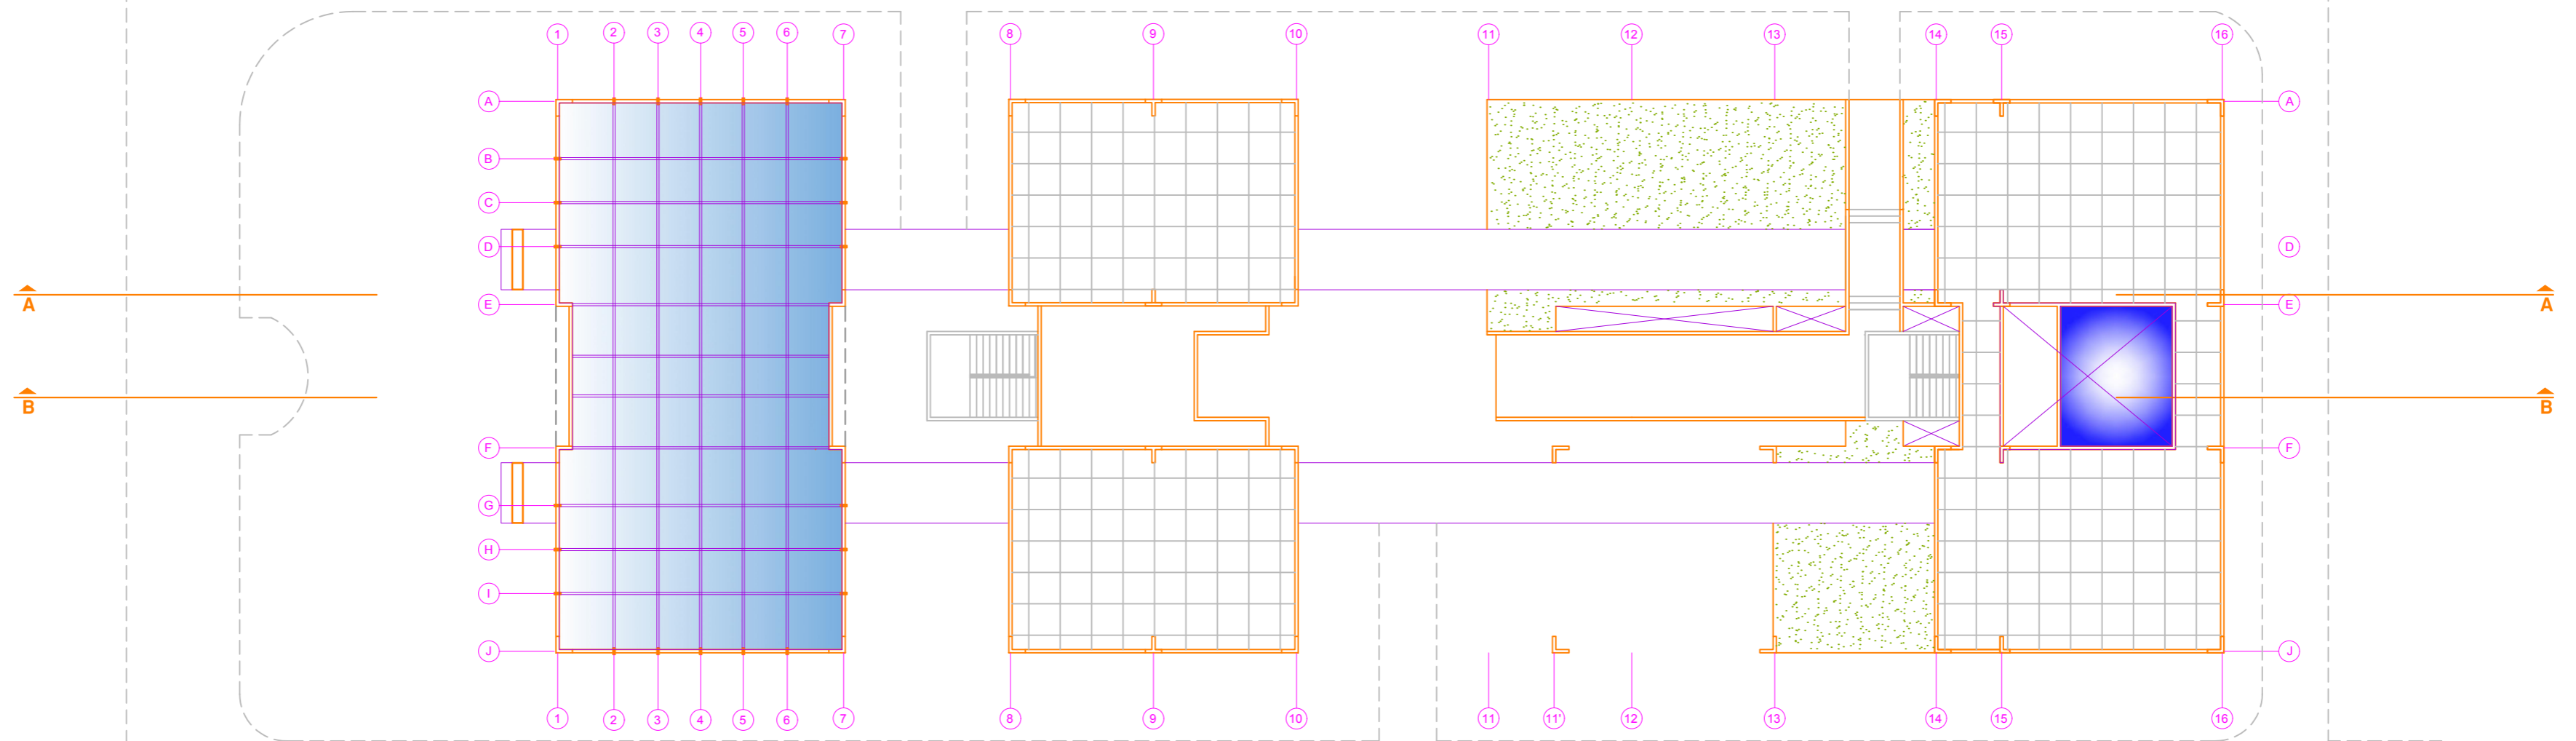 1 2 3 4 5 6 7 8 9 10 11 12 13 14 15 16
A A
B
C
D D
E E
A A
B B
F F
G
H
I
J J
1 2 3 4 5 6 7 8 9 10 11 11' 12 13 14 15 16